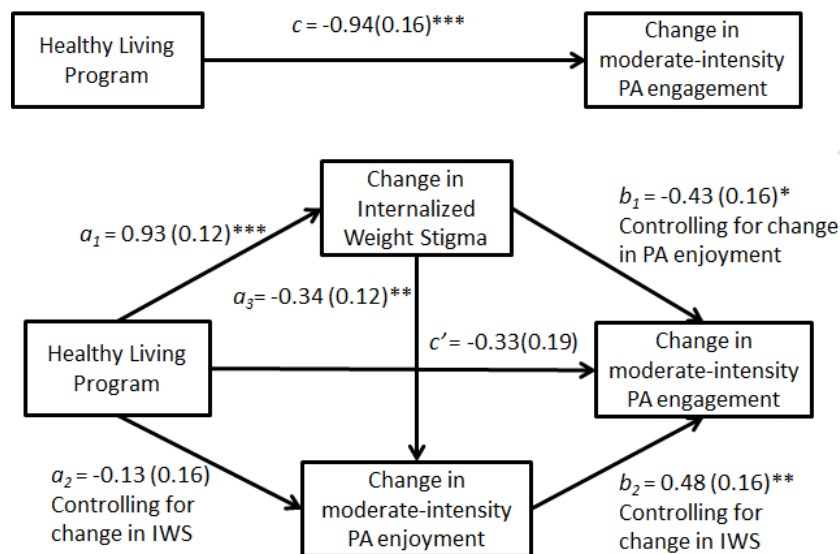 c = -0.94(0.16)***
Healthy Living
Program
Change in
moderate-intensity
PA engagement
Change in
Internalized
Weight Stigma
b1 = -0.43 (0.16)*
Controlling for change
in PA enjoyment
a1 = 0.93 (0.12)***
a3= -0.34 (0.12)**
Healthy Living
Program
c’ = -0.33(0.19)
Change in
moderate-intensity
PA engagement
a2 = -0.13 (0.16)
Controlling for
change in IWS
Change in
moderate-intensity
PA enjoyment
b2 = 0.48 (0.16)**
Controlling for
change in IWS